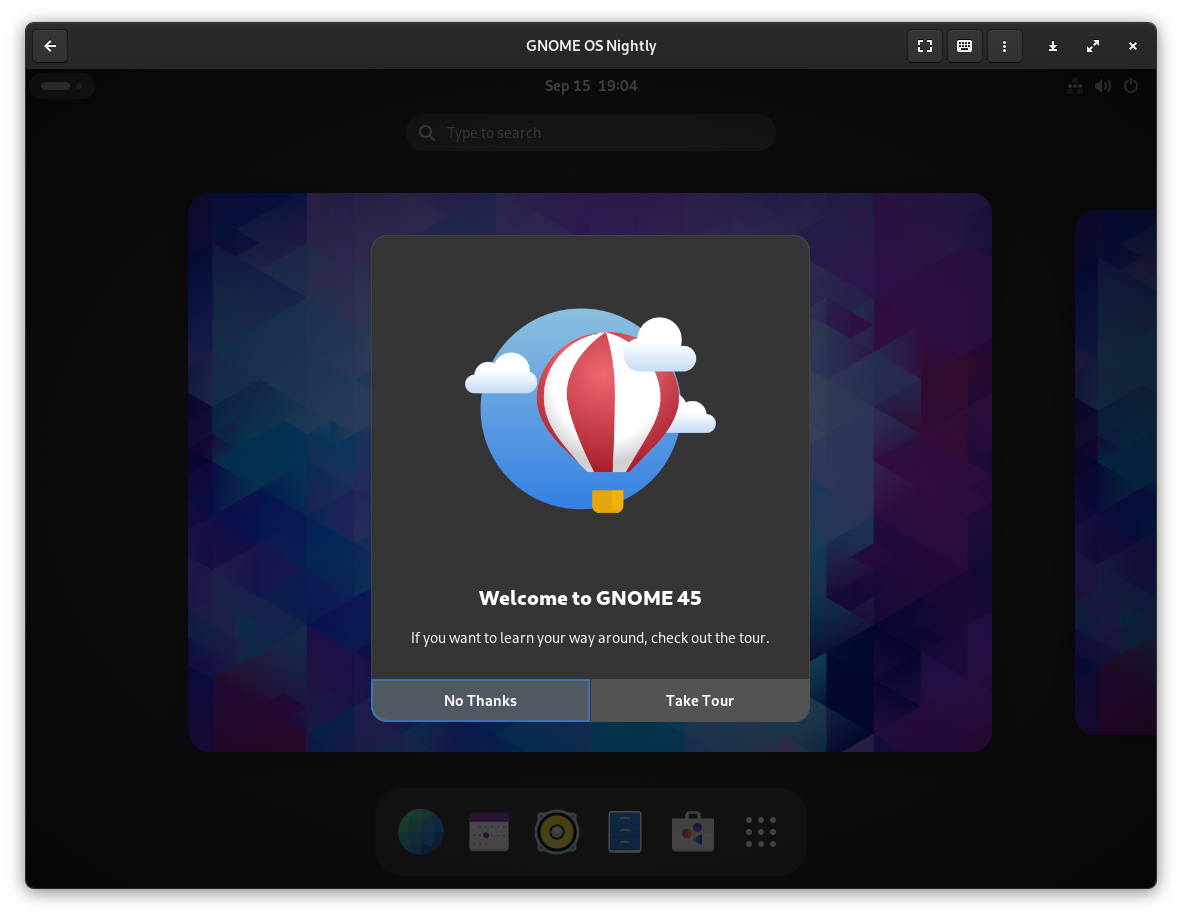 GNOME OS Nightly
Sep 15 19:04
Type to search
Welcome to GNOME 45
If you want to learn your way around, check out the tour.
No Thanks
Take Tour